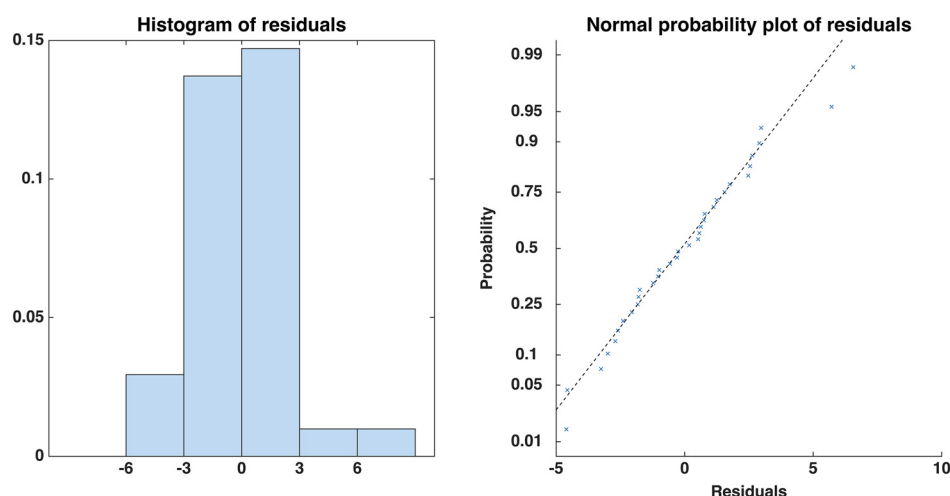 Histogram of residuals
0.15
0.1
0.05
0
-6 -3 0 3 6
Normal probability plot of residuals
0.99
0.95
0.9
0.75
0.5
0.25
0.1
0.05
0.01
Probability
-5 0 5 10
Residuals